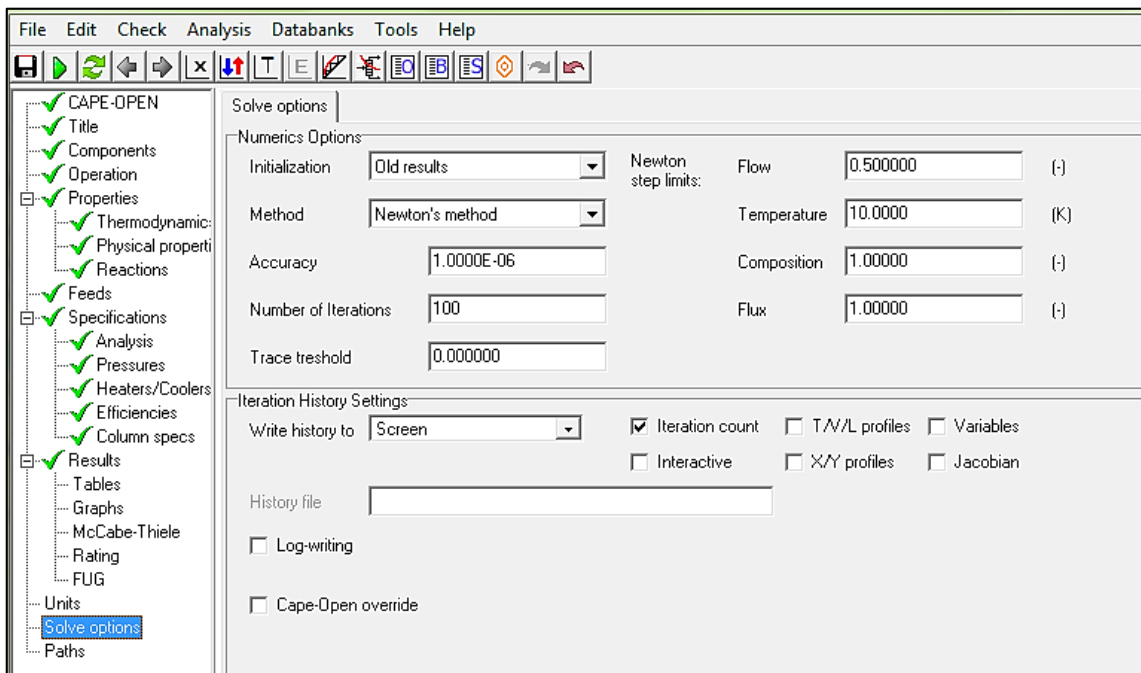 File Edit Check Analysis Databanks Tools Help
CAPE-OPEN
Title
Components
Operation
Properties
Thermodynamic:
Physical properti
Reactions
Feeds
Specifications
Analysis
Pressures
Heaters/Coolers
Efficiencies
Column specs
Results
Tables
Graphs
McCabe-Thiele
Rating
FUG
Units
Solve options
Paths
Solve options
Numerics Options
Initialization Old results Newton step limits: Flow 0.500000 (-)
Method Newton's method Temperature 10.0000 (K)
Accuracy 1.0000E-06 Composition 1.00000 (-)
Number of Iterations 100 Flux 1.00000 (-)
Trace treshold 0.000000
Iteration History Settings
Write history to Screen Iteration count T/V/L profiles Variables
Interactive X/Y profiles Jacobian
History file
Log-writing
Cape-Open override